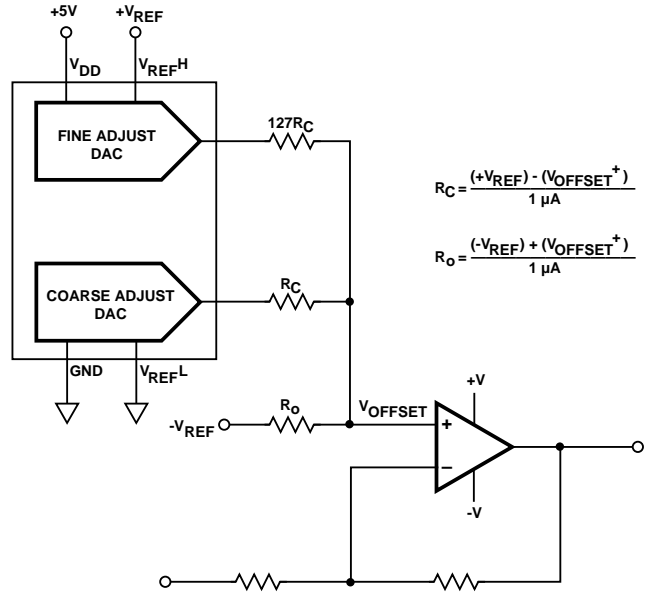 +5V
+VREF
VDD
VREFH
FINE ADJUST
DAC
127RC
RC = (+VREF) - (VOFFSET+)
1 µA
Ro = (-VREF) + (VOFFSET+)
1 µA
COARSE ADJUST
DAC
RC
GND
VREFL
-VREF
Ro
VOFFSET
+V
+
−
-V